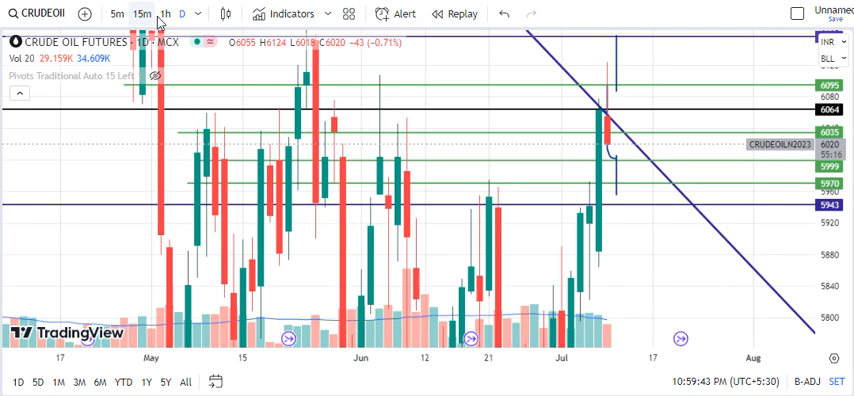 CRUDEOII 5m 15m 1h D Indicators Alert Replay Unnamed
Save
CRUDE OIL FUTURES · 1D · MCX O6055 H6124 L6018 C6020 −43 (−0.71%)
Vol 20 29.159K 34.609K
Pivots Traditional Auto 15 Left
INR
BLL
6095
6080
6064
6035
CRUDEOILN2023 6020
55:16
5999
5970
5960
5943
5920
5880
5840
5800
TradingView
17 May 15 Jun 12 21 Jul 17 Aug
1D 5D 1M 3M 6M YTD 1Y 5Y All 10:59:43 PM (UTC+5:30) B-ADJ SET